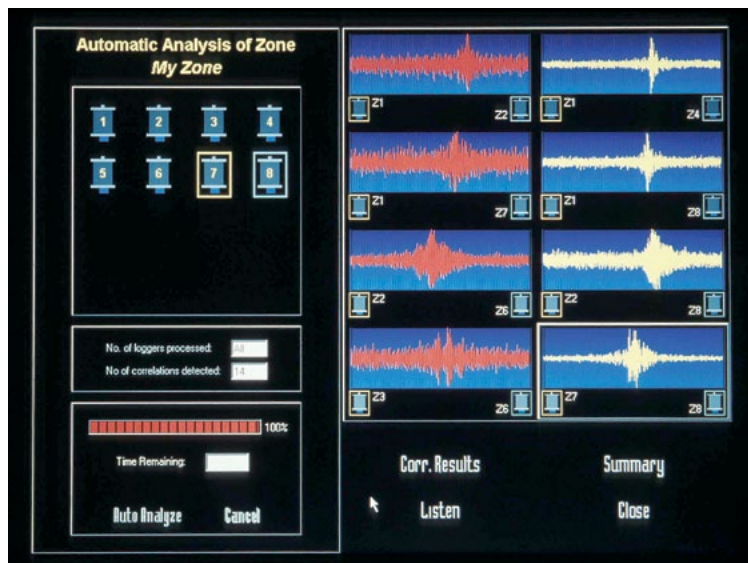 Automatic Analysis of Zone
My Zone
1 2 3 4
5 6 7 8
No. of loggers processed: All
No of correlations detected: 14
100%
Time Remaining:
Auto Analyze Cancel
Z1 Z2
Z1 Z4
Z1 Z7
Z1 Z8
Z2 Z6
Z2 Z8
Z3 Z6
Z7 Z8
Corr. Results Summary
Listen Close